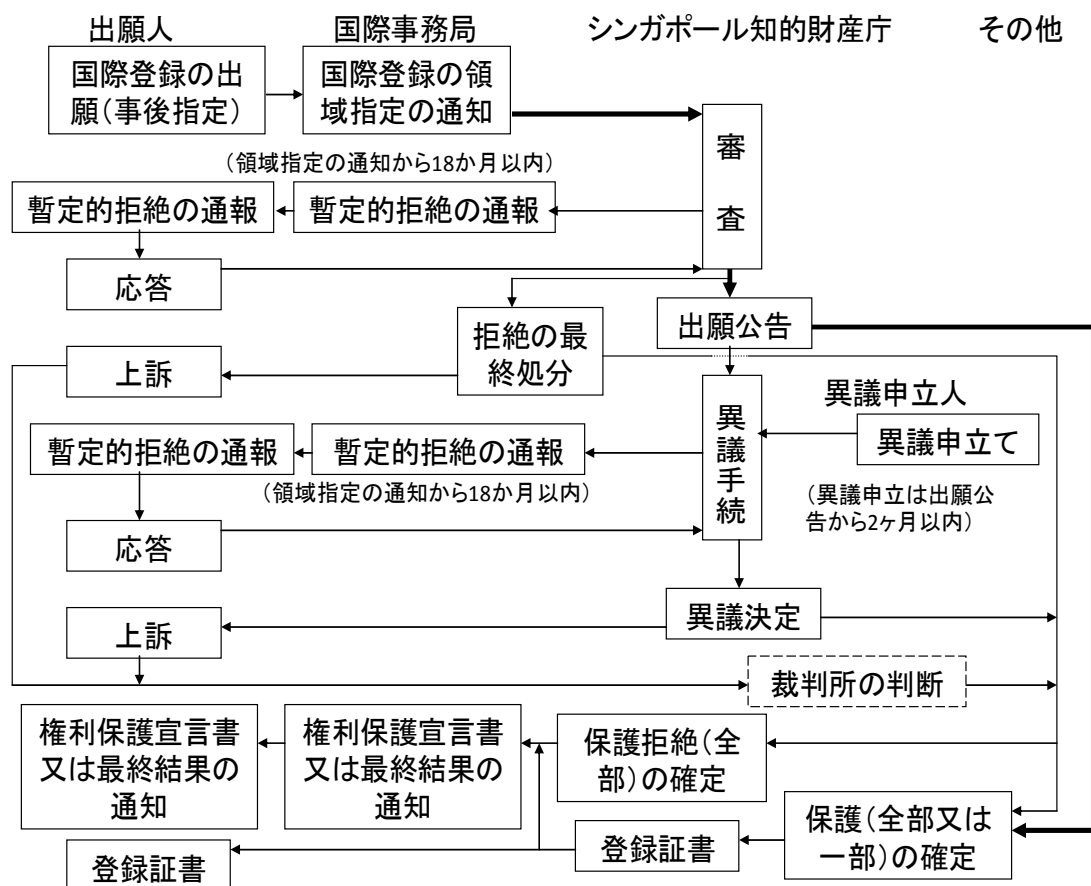 出願人
国際事務局
シンガポール知的財産庁
その他
国際登録の出
願(事後指定)
国際登録の領
域指定の通知
審
査
(領域指定の通知から18か月以内)
暫定的拒絶の通報
暫定的拒絶の通報
応答
出願公告
拒絶の最
終処分
上訴
異議手続
異議申立人
異議申立て
(異議申立は出願公
告から2ヶ月以内)
暫定的拒絶の通報
暫定的拒絶の通報
(領域指定の通知から18か月以内)
応答
異議決定
上訴
裁判所の判断
権利保護宣言書
又は最終結果の
通知
権利保護宣言書
又は最終結果の
通知
保護拒絶(全
部)の確定
保護(全部又は
一部)の確定
登録証書
登録証書